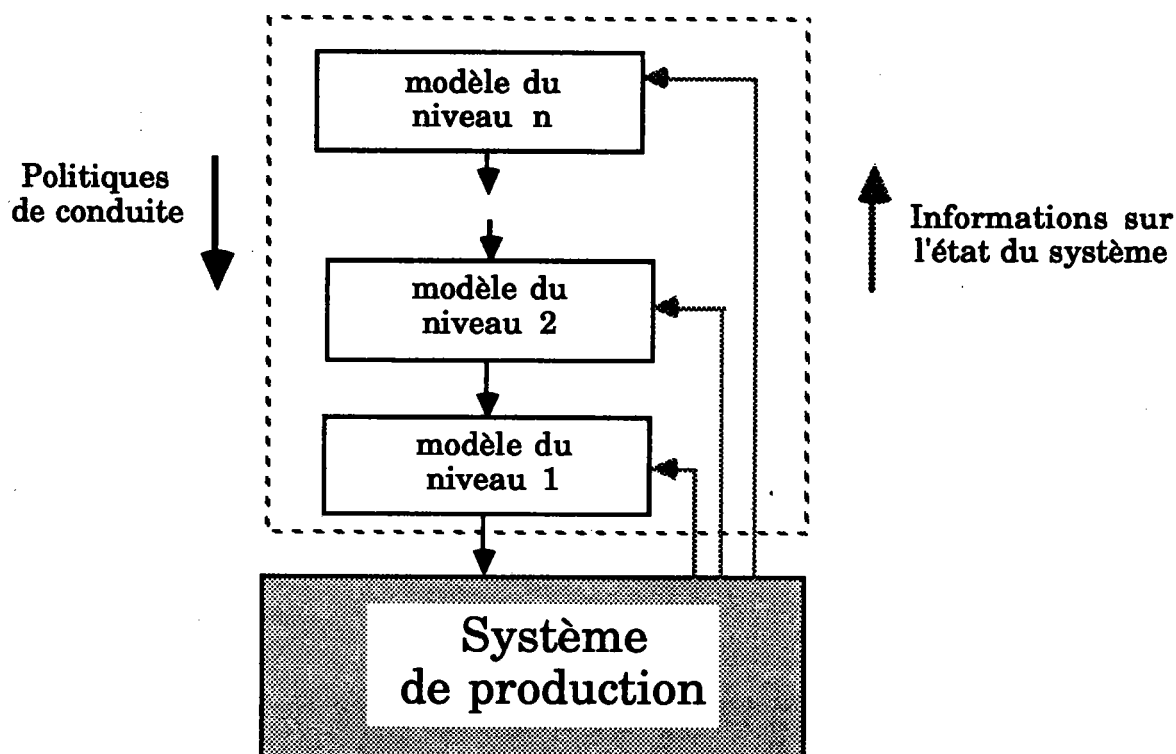 modèle du
niveau n
Politiques
de conduite
Informations sur
l'état du système
modèle du
niveau 2
modèle du
niveau 1
Système
de production